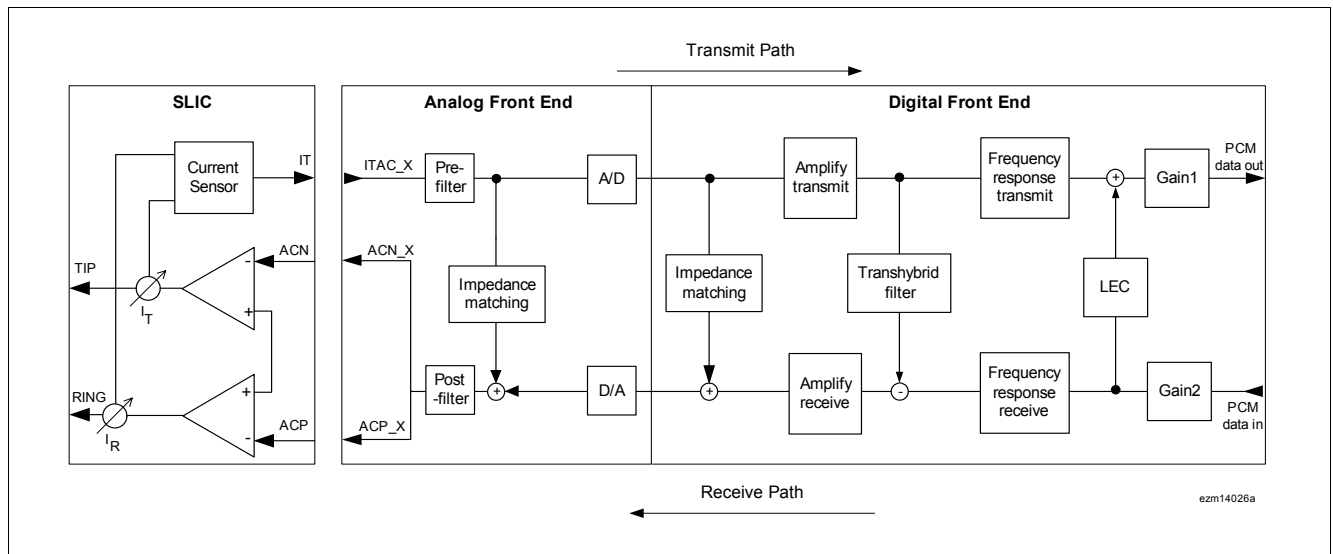 Transmit Path
SLIC
Analog Front End
Digital Front End
Current
Sensor
IT
ITAC_X
Pre-
filter
A/D
Amplify
transmit
Frequency
response
transmit
+
Gain1
PCM
data out
TIP
I
T
-
+
ACN
ACN_X
Impedance
matching
Impedance
matching
Transhybrid
filter
LEC
RING
I
R
+
-
ACP
ACP_X
Post
-filter
+
D/A
+
Amplify
receive
-
Frequency
response
receive
Gain2
PCM
data in
Receive Path
ezm14026a